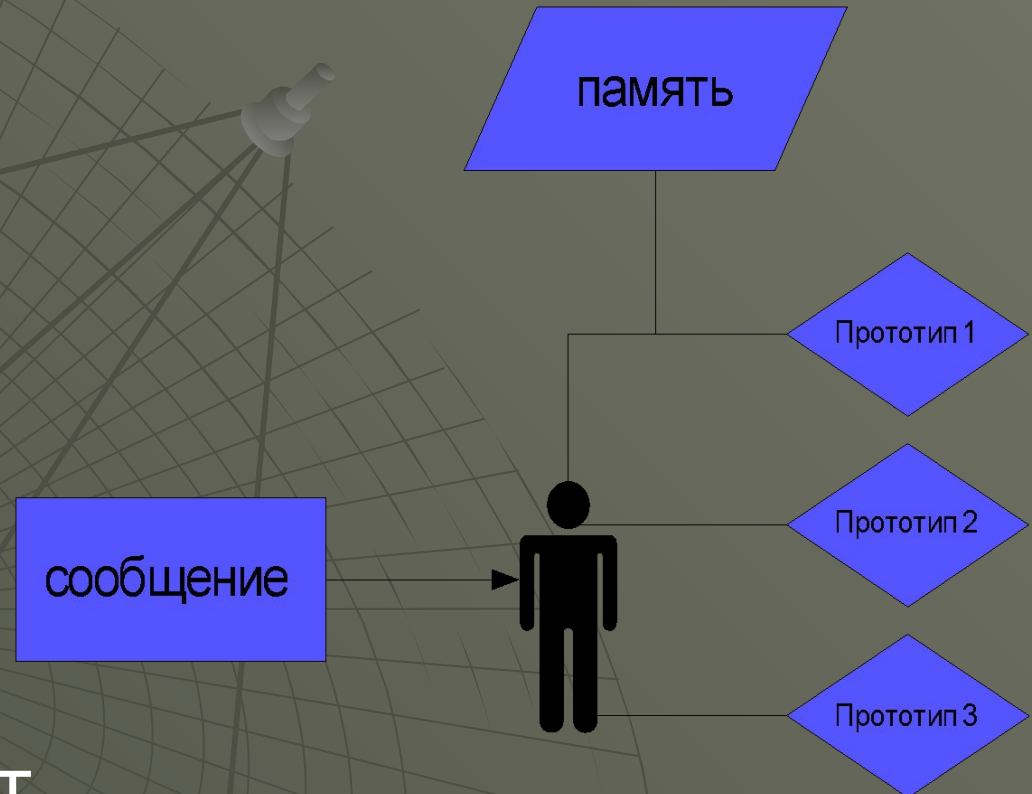 память
Прототип 1
Прототип 2
сообщение
Прототип 3
т